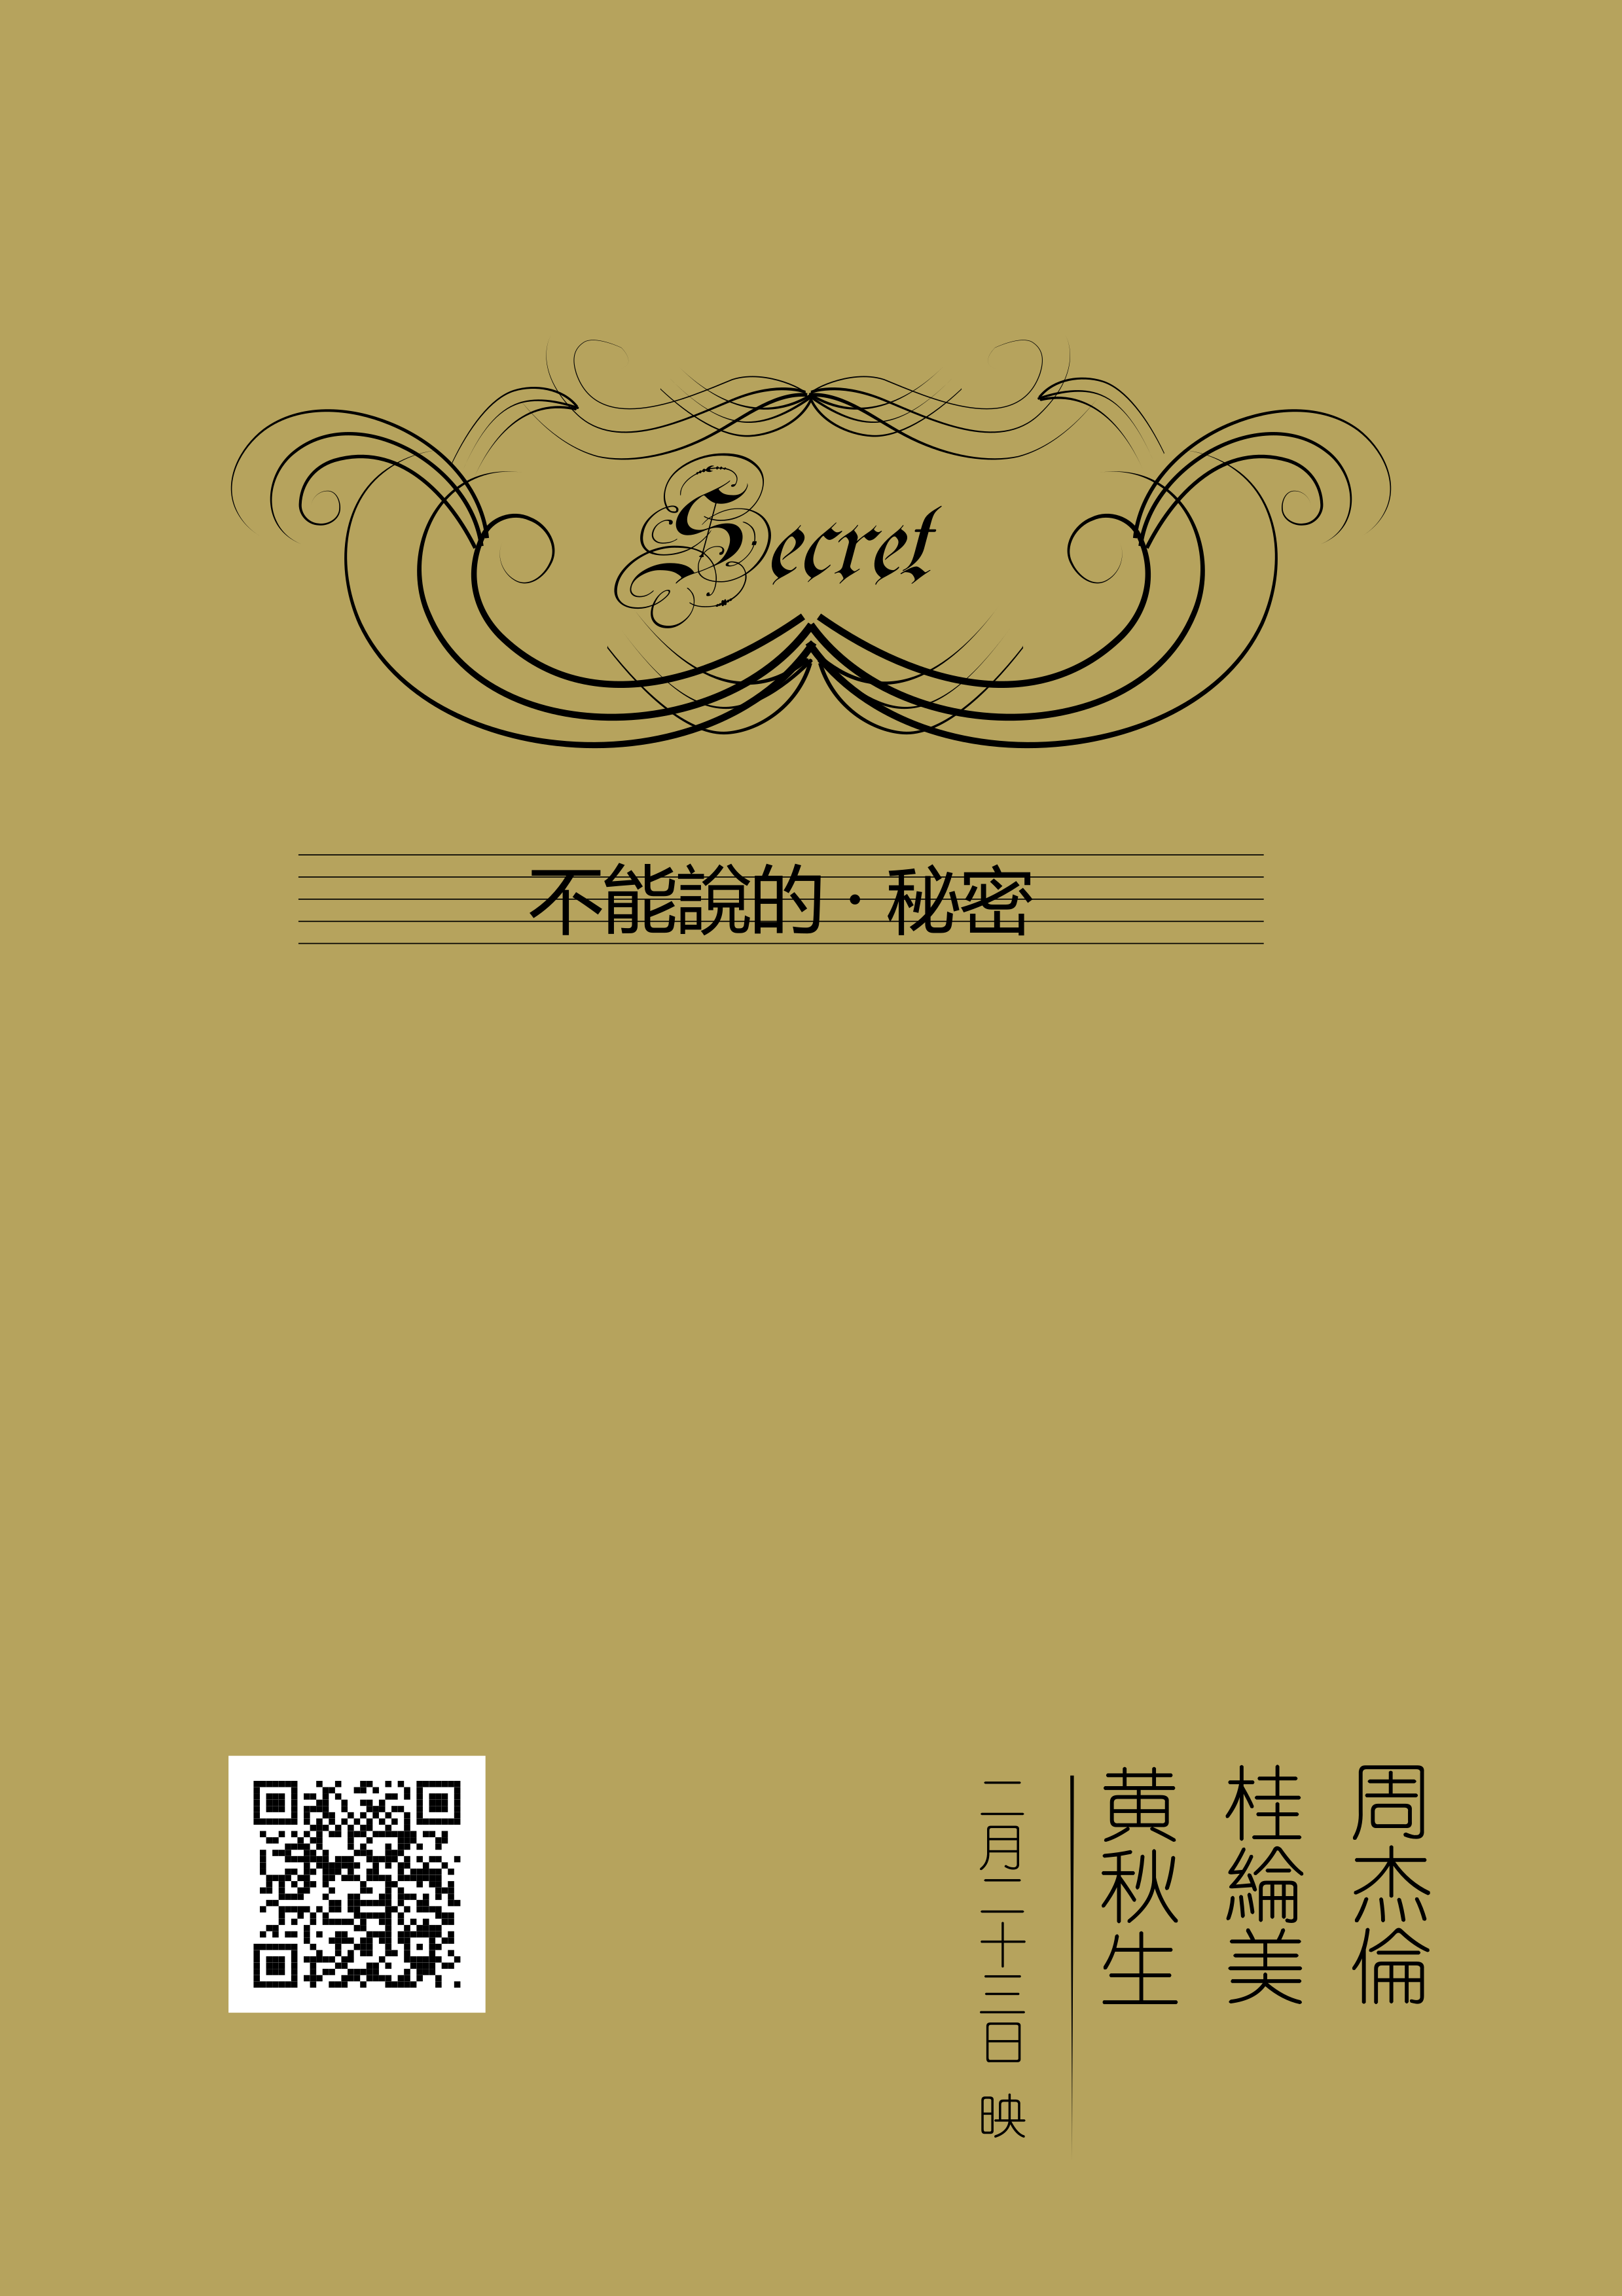 Secret
不能說的·秘密
周杰倫
桂綸美
黃秋生
二月二十三日 映